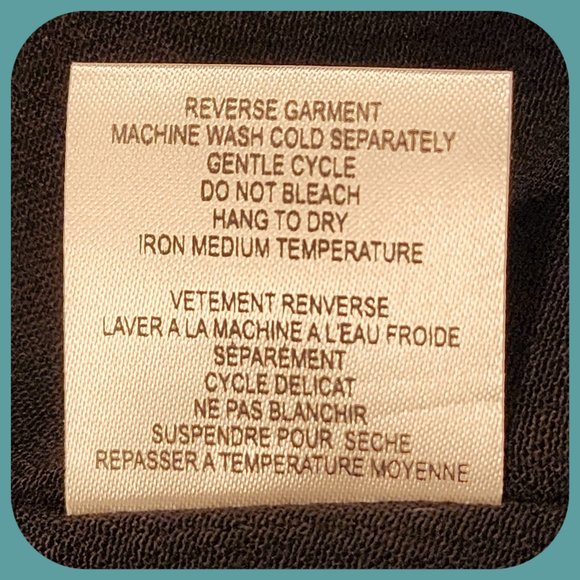 REVERSE GARMENT
MACHINE WASH COLD SEPARATELY
GENTLE CYCLE
DO NOT BLEACH
HANG TO DRY
IRON MEDIUM TEMPERATURE
VETEMENT RENVERSE
LAVER A LA MACHINE A L'EAU FROIDE
SÉPARÉMENT
CYCLE DELICAT
NE PAS BLANCHIR
SUSPENDRE POUR SECHE
REPASSER À TEMPERATURE MOYENNE